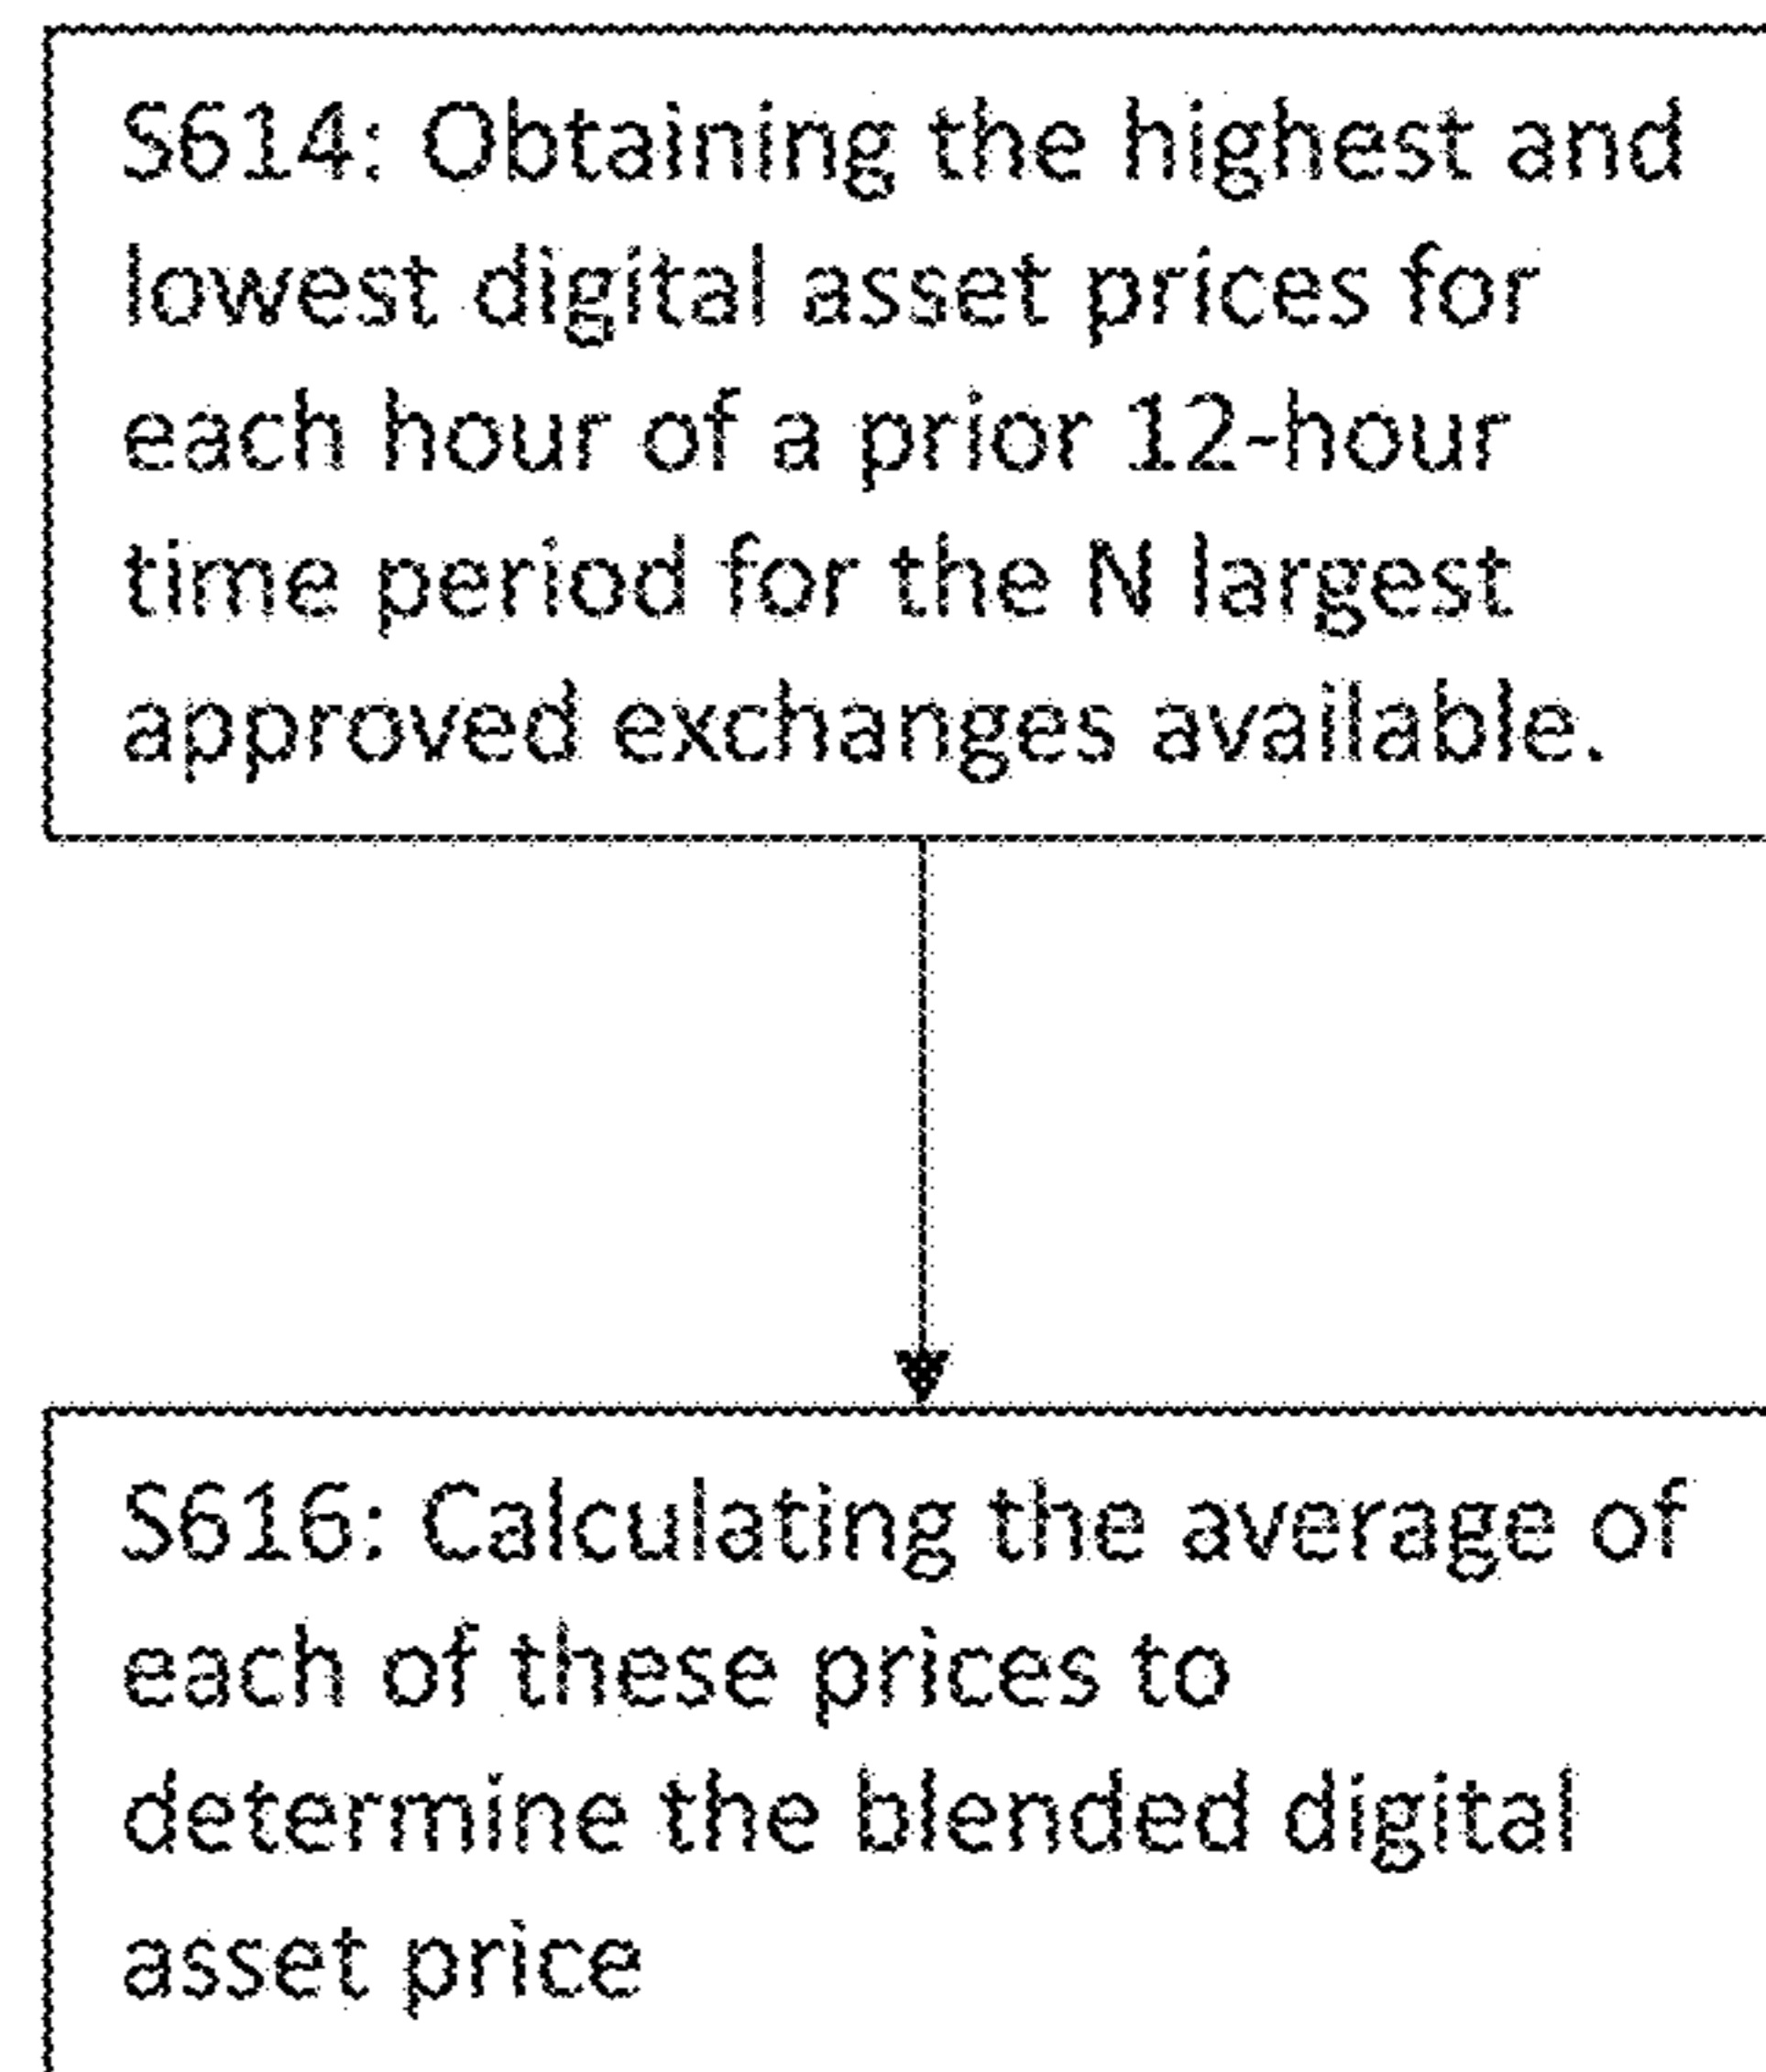 S614: Obtaining the highest and
lowest digital asset prices for
each hour of a prior 12-hour
time period for the N largest
approved exchanges available.
S616: Calculating the average of
each of these prices to
determine the blended digital
asset price